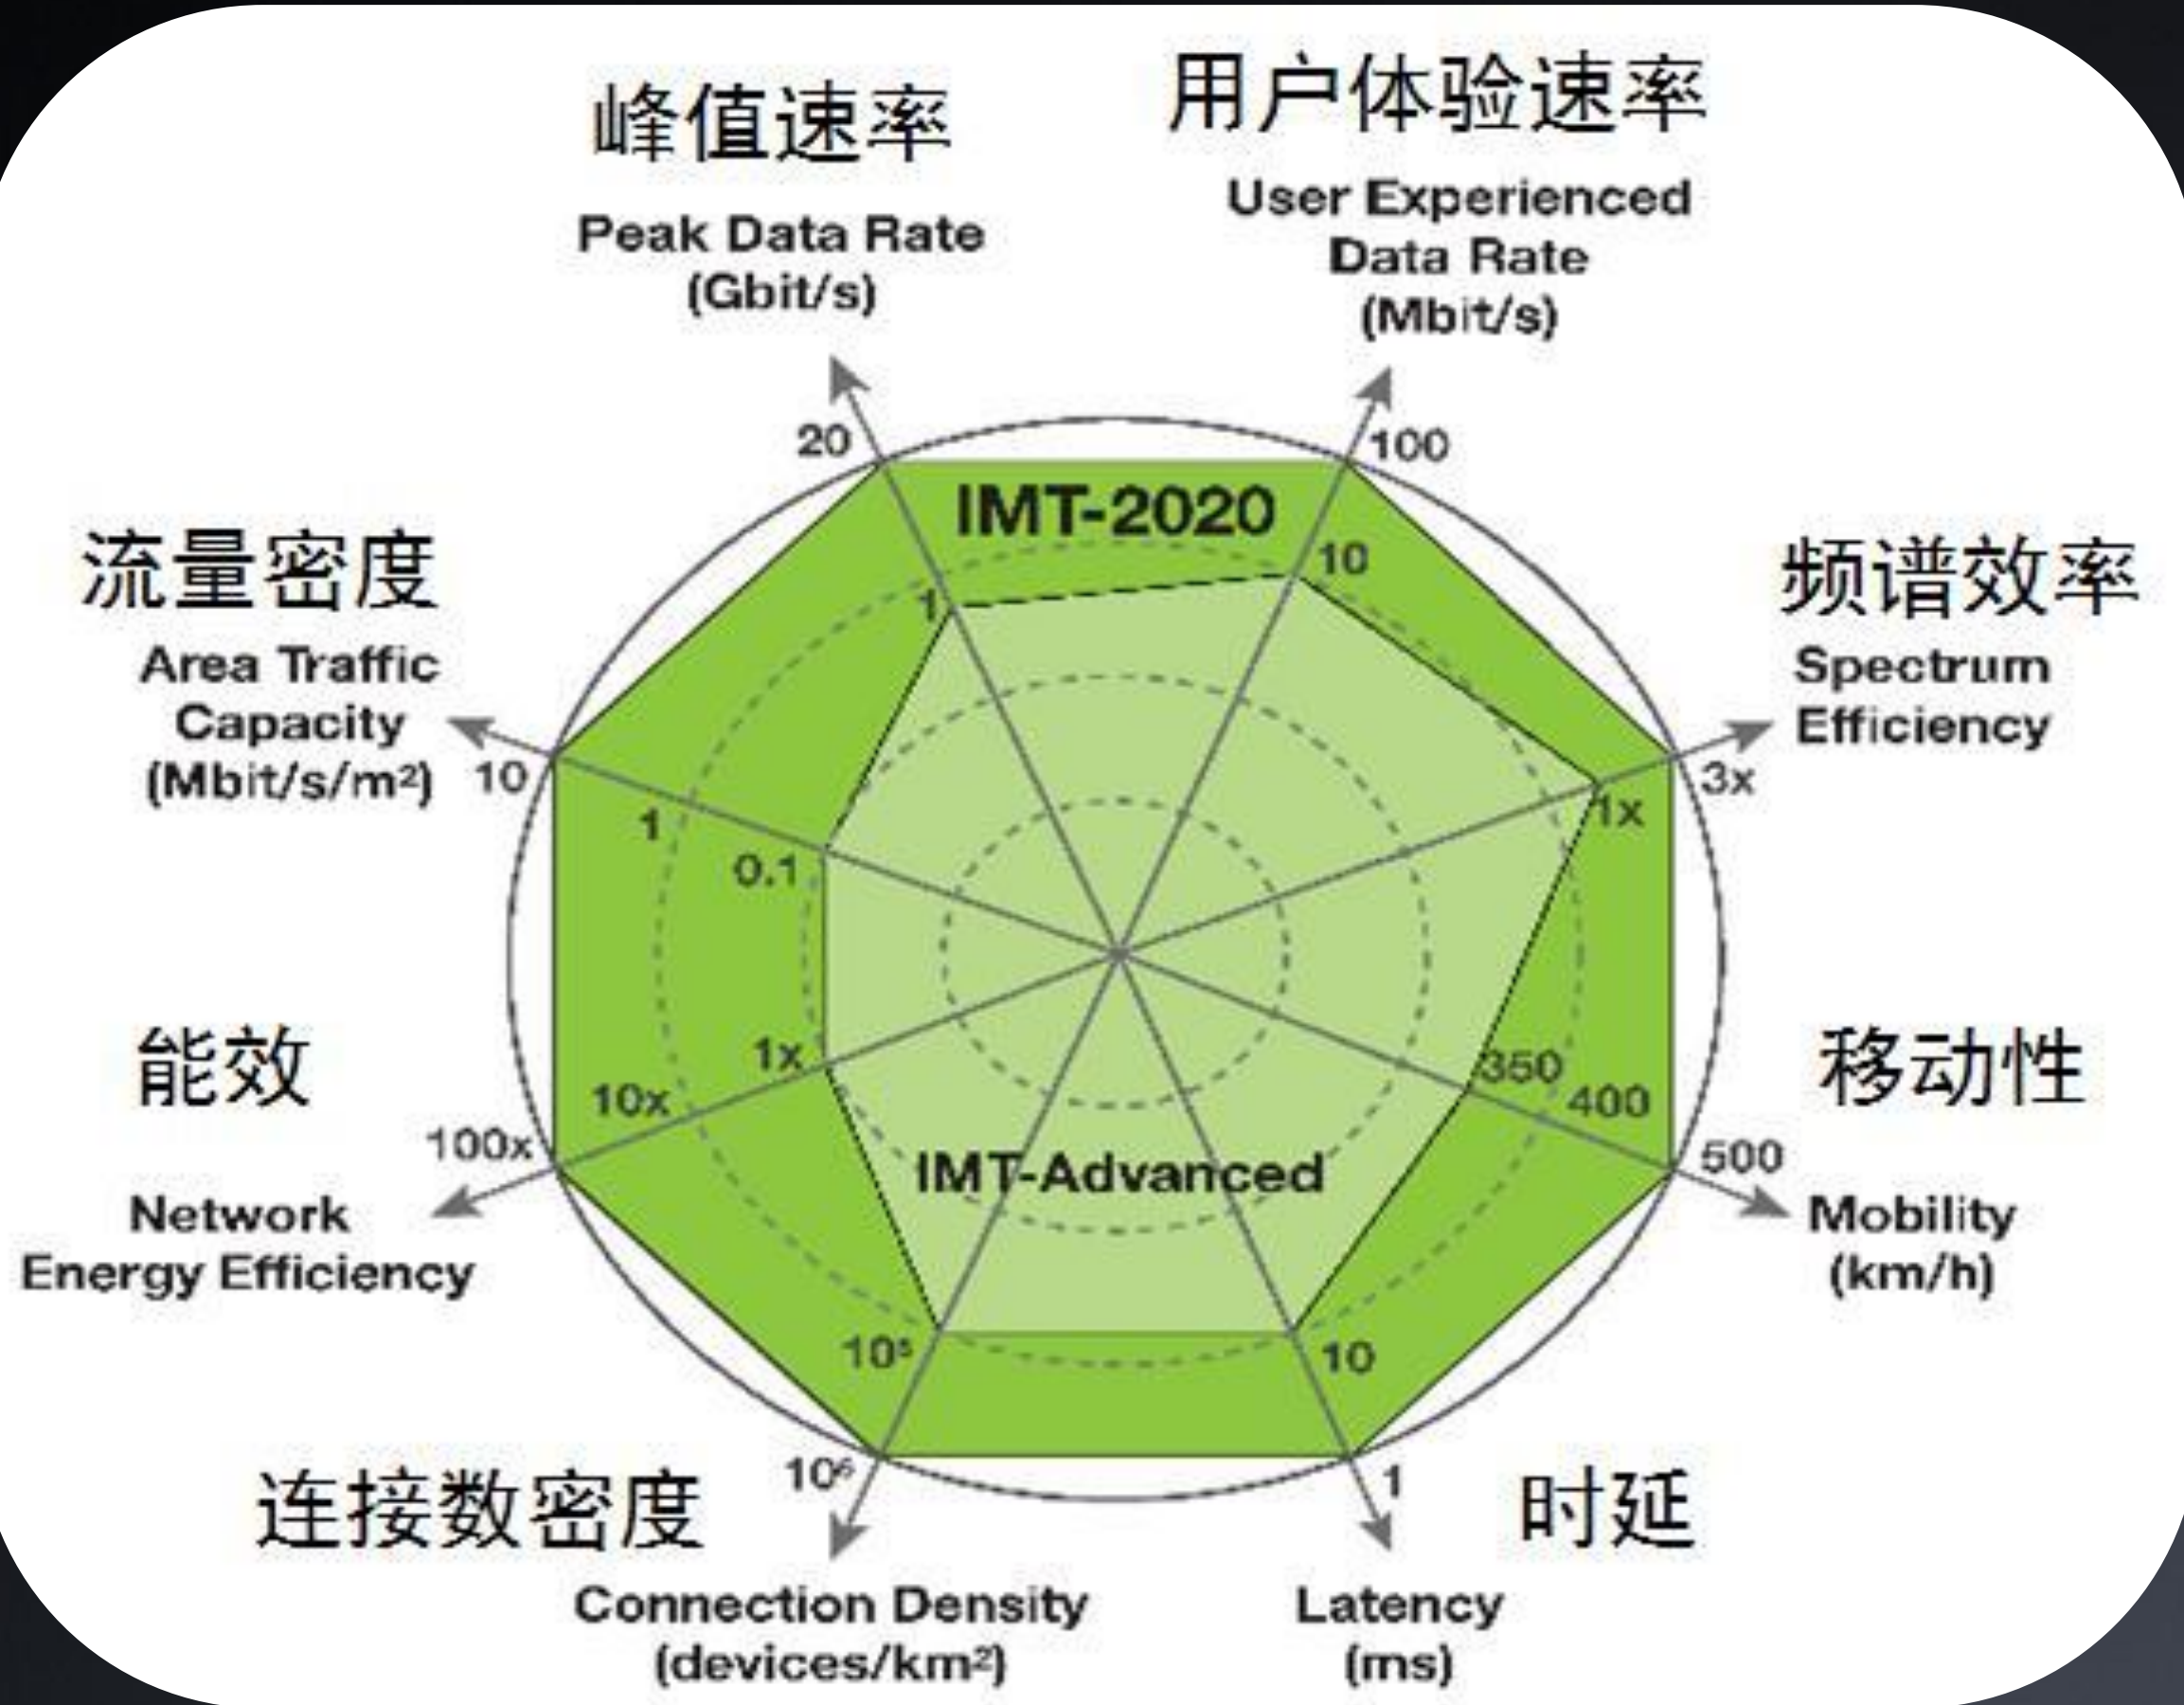 峰值速率
Peak Data Rate
(Gbit/s)
用户体验速率
User Experienced
Data Rate
(Mbit/s)
20
100
IMT-2020
10
1
流量密度
Area Traffic
Capacity
(Mbit/s/m²)
10
1
0.1
频谱效率
Spectrum
Efficiency
3x
1x
能效
1x
10x
100x
Network
Energy Efficiency
移动性
350
400
500
Mobility
(km/h)
IMT-Advanced
10⁵
10⁶
连接数密度
Connection Density
(devices/km²)
10
1
时延
Latency
(ms)